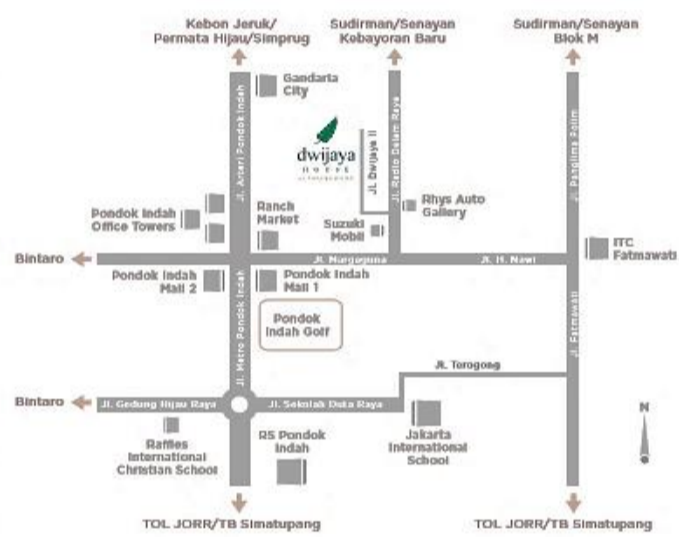 Kebon Jeruk/
Permata Hijau/Simprug
Sudirman/Senayan
Kebayoran Baru
Sudirman/Senayan
Blok M
Gandaria
City
Jl. Arteri Pondok Indah
dwijaya
HOUSE
Jl. Dwijaya II
Jl. Radio Dalam Raya
Jl. Panglima Polim
Rhys Auto
Gallery
Suzuki
Mobil
Ranch
Market
Pondok Indah
Office Towers
ITC
Fatmawati
Bintaro
Jl. Margaguna
Jl. H. Nawi
Pondok Indah
Mall 2
Pondok Indah
Mall 1
Pondok
Indah Golf
Jl. Metro Pondok Indah
Jl. Fatmawati
Jl. Terogong
Bintaro
Jl. Gedung Hijau Raya
Jl. Sekolah Duta Raya
Raffles
International
Christian School
RS Pondok
Indah
Jakarta
International
School
N
TOL JORR/TB Simatupang
TOL JORR/TB Simatupang